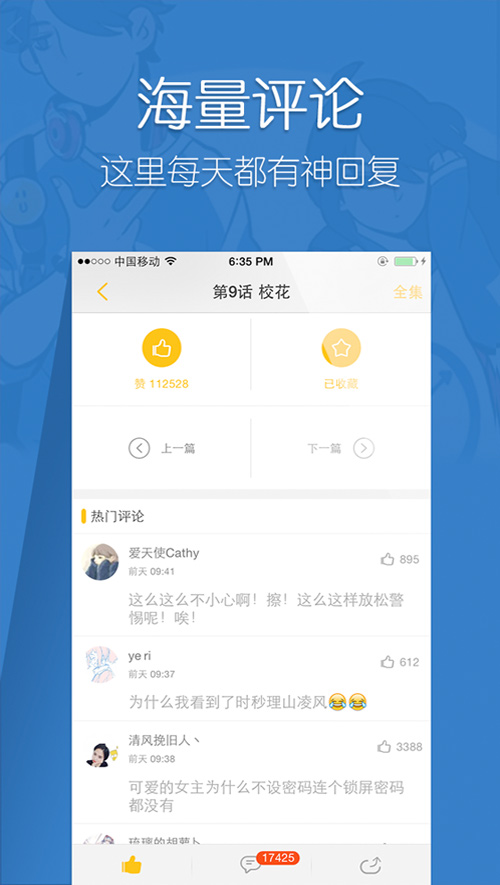 海量评论
这里每天都有神回复
中国移动 6:35 PM
第9话 校花 全集
赞 112528 已收藏
上一篇 下一篇
热门评论
爱天使Cathy
895
前天 09:41
这么这么不小心啊！擦！这么这样放松警
惕呢！唉！
ye ri
612
前天 09:37
为什么我看到了时秒理山凌风😂😂
清风挽旧人丶
3388
前天 09:38
可爱的女主为什么不设密码连个锁屏密码
都没有
琉璃的胡萝卜
17425